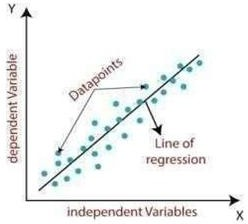 Y
dependent Variable
Datapoints
Line of
regression
independent Variables
X